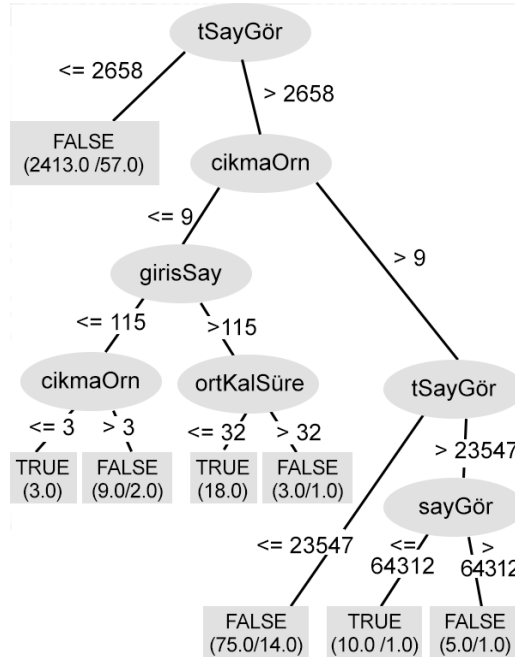 tSayGör
<= 2658
> 2658
FALSE
(2413.0 /57.0)
cikmaOrn
<= 9
> 9
girisSay
<= 115
>115
cikmaOrn
ortKalSüre
tSayGör
<= 3
> 3
<= 32
> 32
> 23547
TRUE
(3.0)
FALSE
(9.0/2.0)
TRUE
(18.0)
FALSE
(3.0/1.0)
sayGör
<= 23547
<=
64312
>
64312
FALSE
(75.0/14.0)
TRUE
(10.0 /1.0)
FALSE
(5.0/1.0)